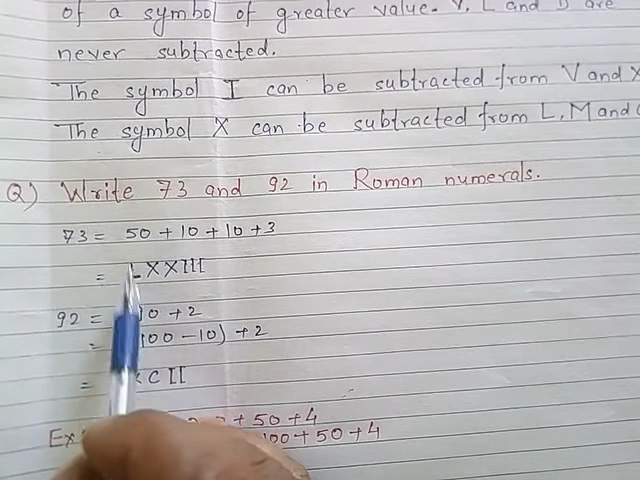 of a symbol of greater value. V, L and D are
never subtracted.
The symbol I can be subtracted from V and X
The symbol X can be subtracted from L, M and C
Q) Write 73 and 92 in Roman numerals.
73 = 50 + 10 + 10 + 3
= LXXIII
92 = 90 + 2
= (100 - 10) + 2
= XCII
+ 50 + 4
100 + 50 + 4